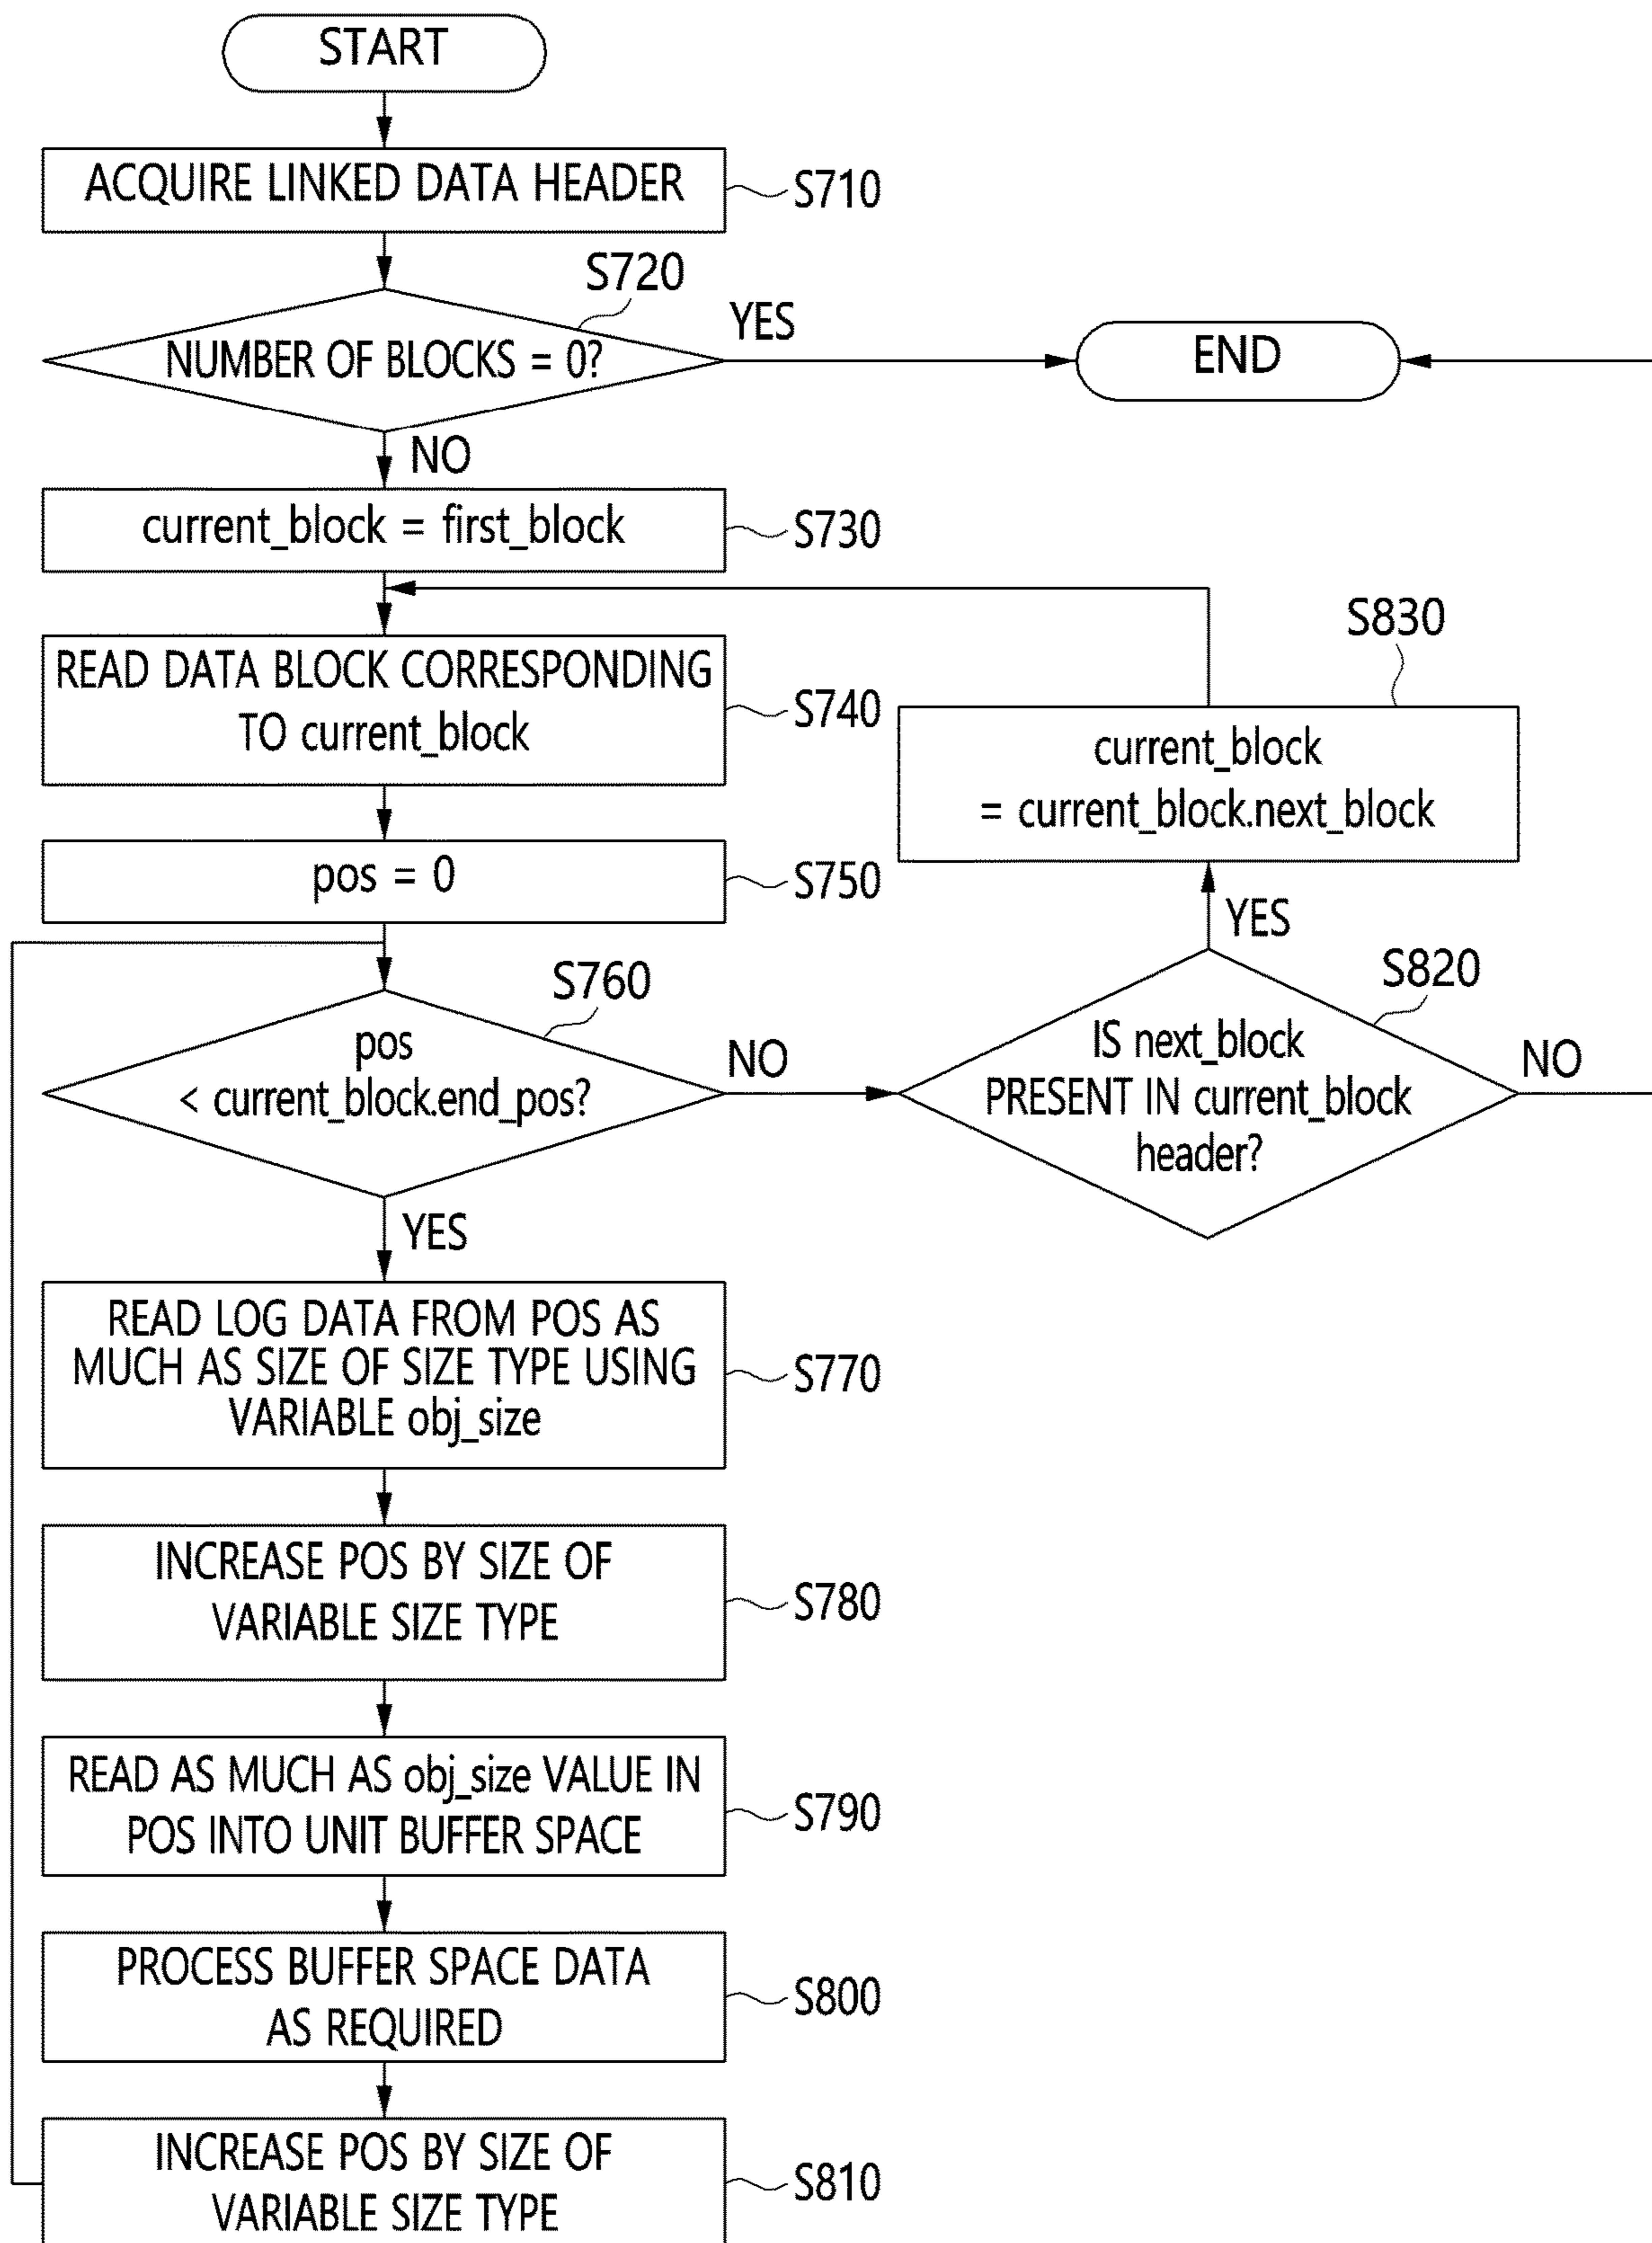 START
ACQUIRE LINKED DATA HEADER
S710
S720
NUMBER OF BLOCKS = 0?
YES
END
NO
current_block = first_block
S730
READ DATA BLOCK CORRESPONDING
TO current_block
S740
S830
current_block
= current_block.next_block
pos = 0
S750
YES
S760
pos
< current_block.end_pos?
NO
S820
IS next_block
PRESENT IN current_block
header?
NO
YES
READ LOG DATA FROM POS AS
MUCH AS SIZE OF SIZE TYPE USING
VARIABLE obj_size
S770
INCREASE POS BY SIZE OF
VARIABLE SIZE TYPE
S780
READ AS MUCH AS obj_size VALUE IN
POS INTO UNIT BUFFER SPACE
S790
PROCESS BUFFER SPACE DATA
AS REQUIRED
S800
INCREASE POS BY SIZE OF
VARIABLE SIZE TYPE
S810